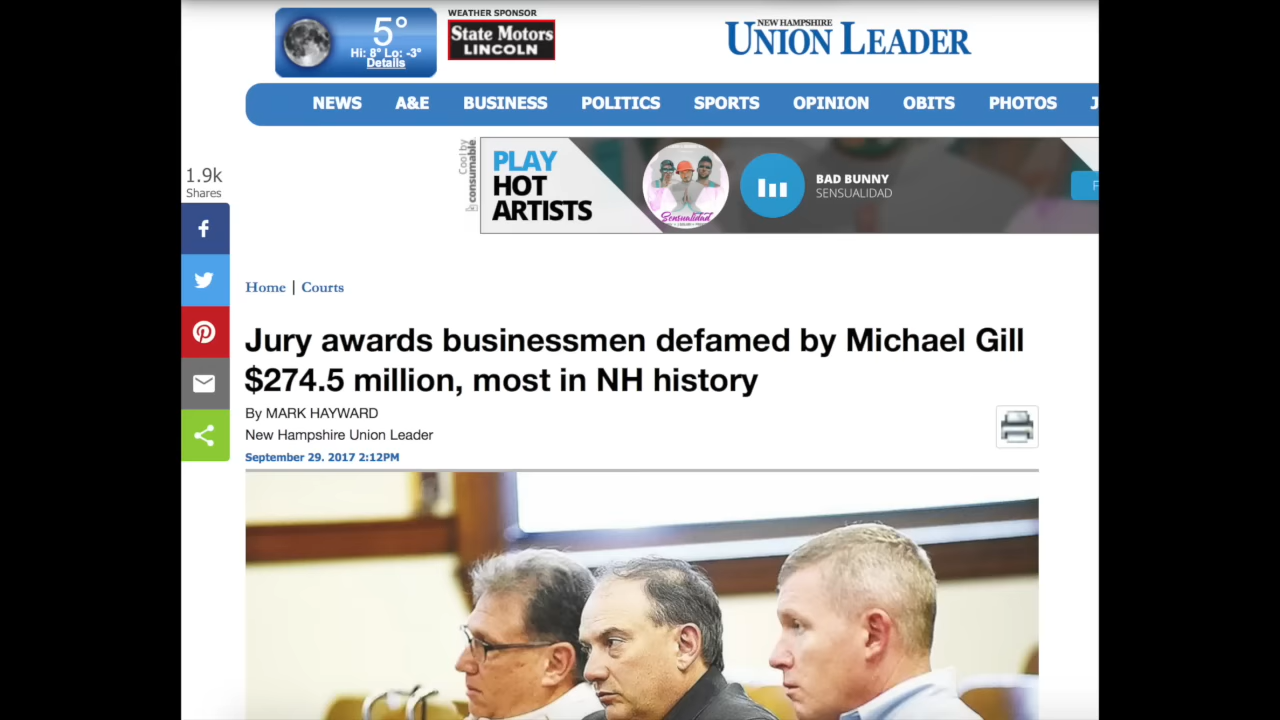 5°
Hi: 8° Lo: -3°
Details
WEATHER SPONSOR
State Motors
LINCOLN
NEW HAMPSHIRE
UNION LEADER
NEWS A&E BUSINESS POLITICS SPORTS OPINION OBITS PHOTOS J
Cool by
consumable
PLAY
HOT
ARTISTS
Sensualidad
BAD BUNNY
SENSUALIDAD
F
1.9k
Shares
Home | Courts
Jury awards businessmen defamed by Michael Gill
$274.5 million, most in NH history
By MARK HAYWARD
New Hampshire Union Leader
September 29. 2017 2:12PM